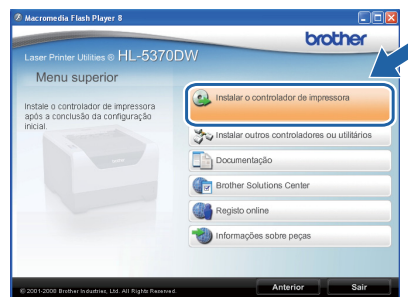 Macromedia Flash Player 8
brother
Laser Printer Utilities © HL-5370DW
Menu superior
Instale o controlador de impressora
após a conclusão da configuração
inicial.
Instalar o controlador de impressora
Instalar outros controladores ou utilitários
Documentação
Brother Solutions Center
Registo online
Informações sobre peças
© 2001-2008 Brother Industries, Ltd. All Rights Reserved.
Anterior
Sair